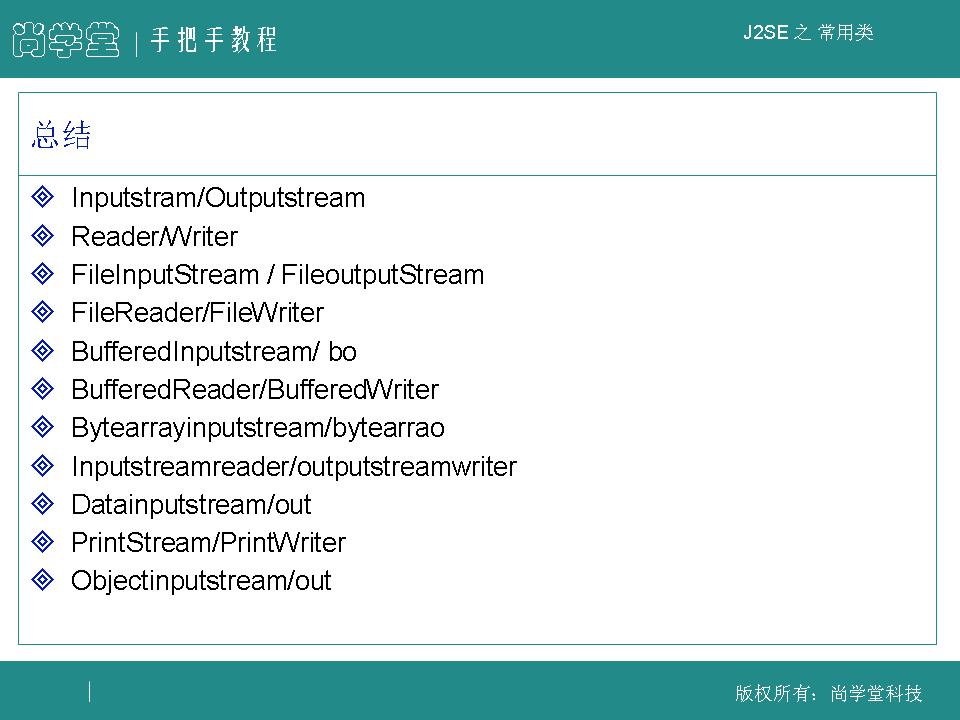 尚学堂 | 手把手教程
J2SE 之 常用类
总结
Inputstram/Outputstream
Reader/Writer
FileInputStream / FileoutputStream
FileReader/FileWriter
BufferedInputstream/ bo
BufferedReader/BufferedWriter
Bytearrayinputstream/bytearrao
Inputstreamreader/outputstreamwriter
Datainputstream/out
PrintStream/PrintWriter
Objectinputstream/out
版权所有：尚学堂科技